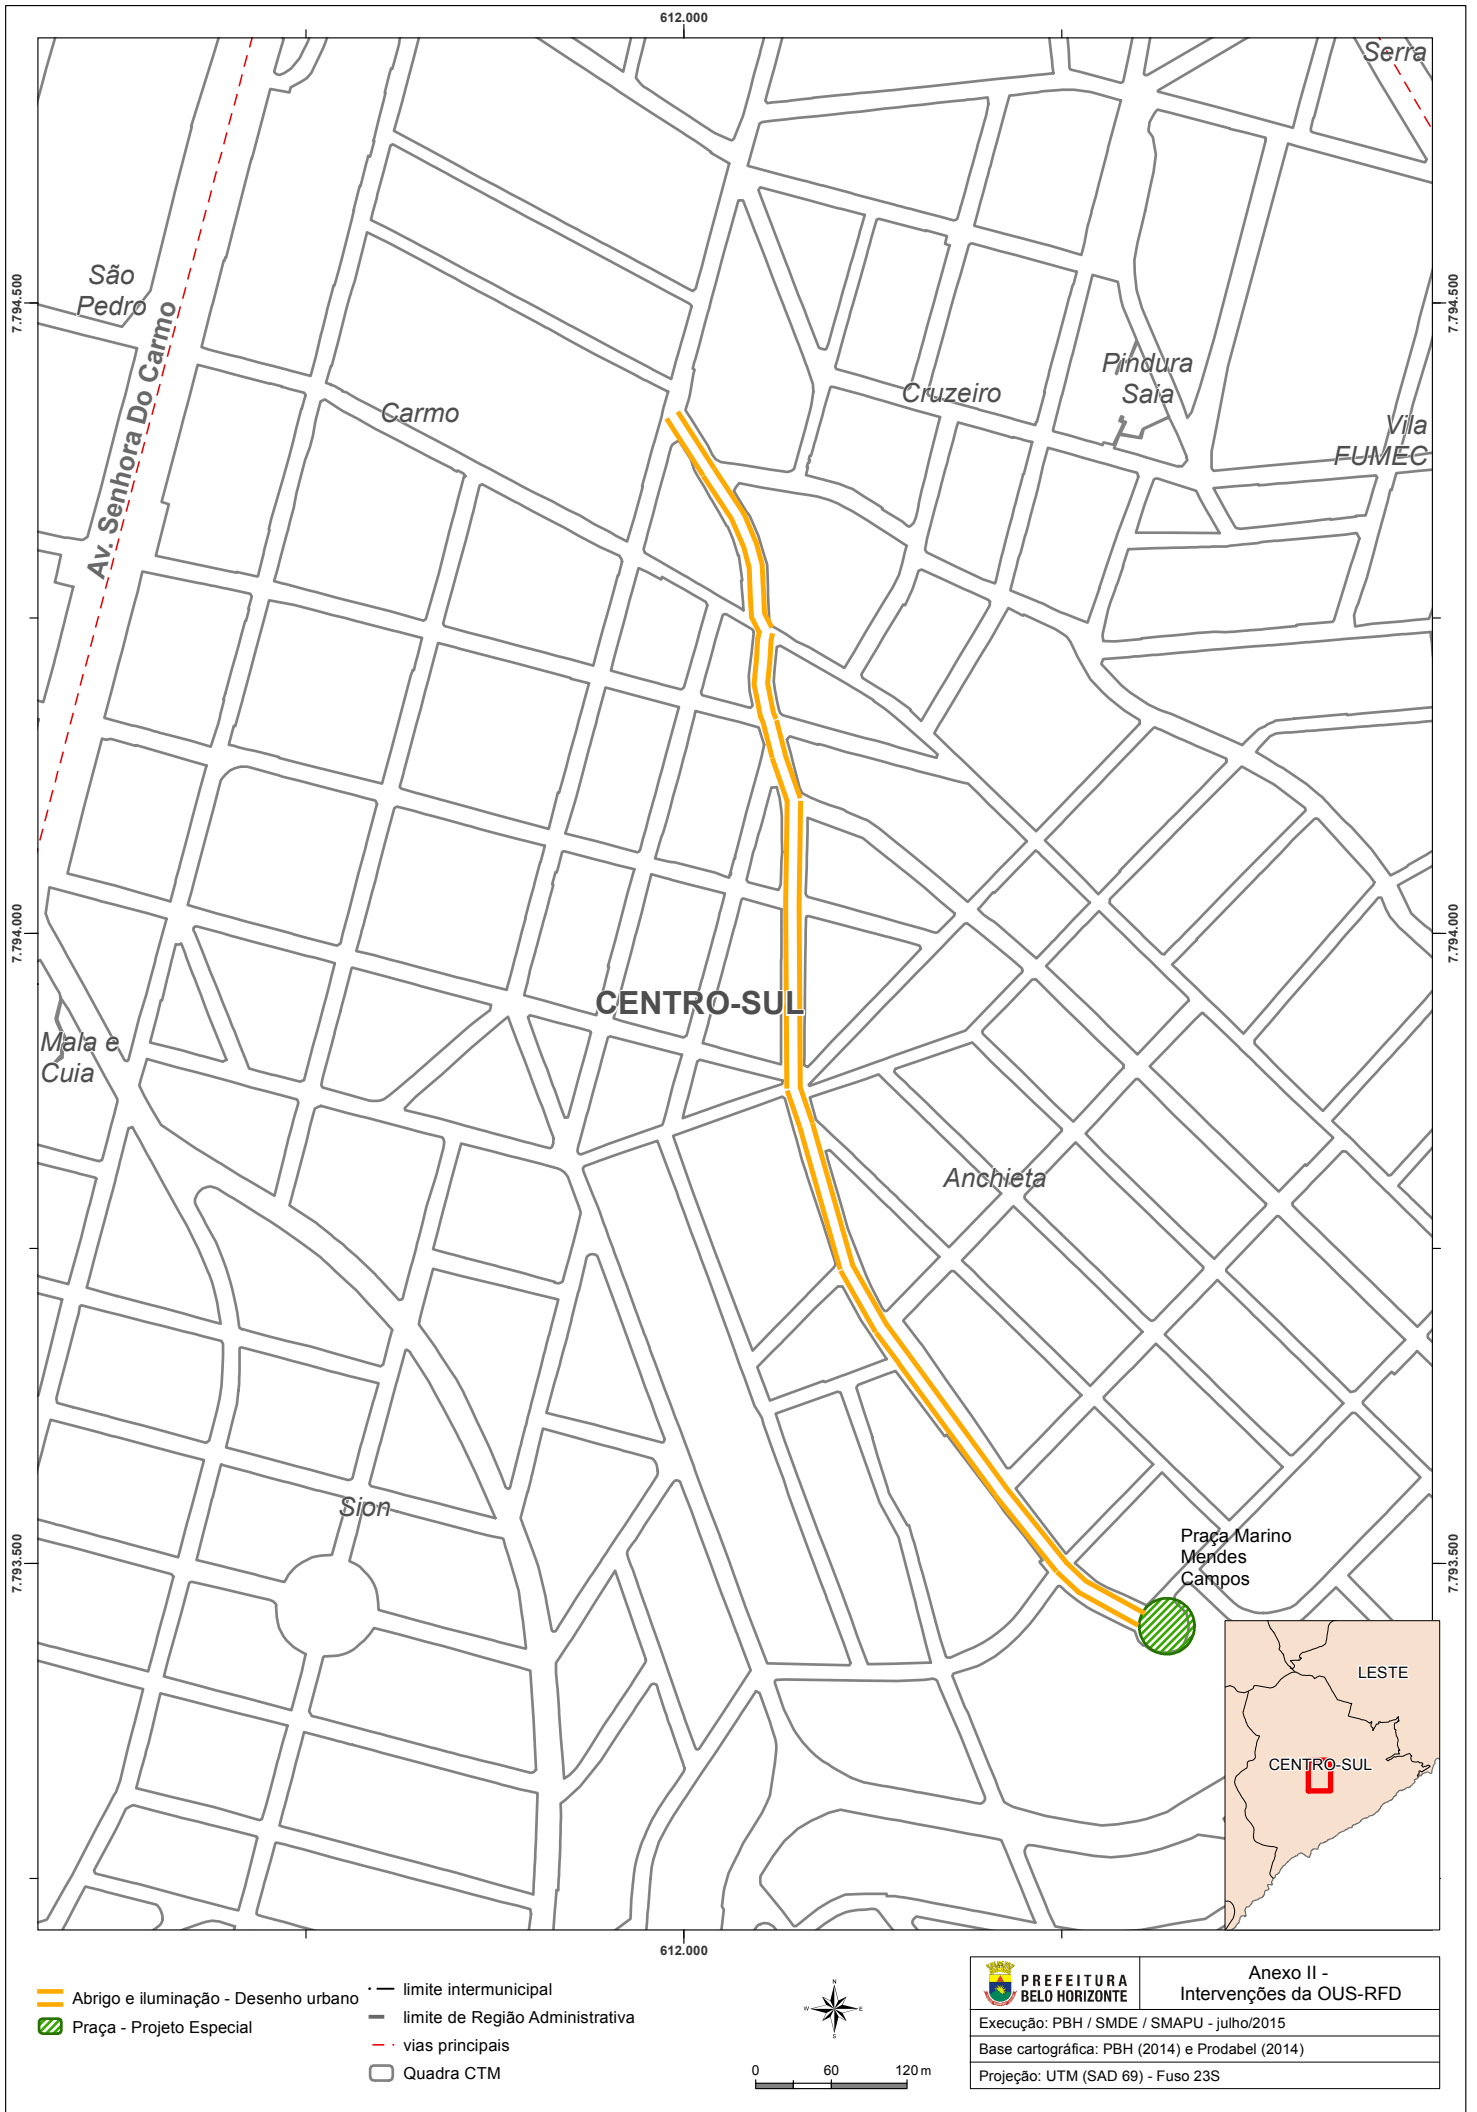 612.000
Serra
São
Pedro
7.794.500
7.794.500
Av. Senhora Do Carmo
Pindura
Saia
Cruzeiro
Carmo
Vila
FUMEC
7.794.000
7.794.000
CENTRO-SUL
Mala e
Cuia
Anchieta
Sion
Praça Marino
Mendes
Campos
7.793.500
7.793.500
LESTE
CENTRO-SUL
612.000
Abrigo e iluminação - Desenho urbano
Praça - Projeto Especial
limite intermunicipal
limite de Região Administrativa
vias principais
Quadra CTM
N
W E
S
0 60 120 m
PREFEITURA
BELO HORIZONTE
Anexo II -
Intervenções da OUS-RFD
Execução: PBH / SMDE / SMAPU - julho/2015
Base cartográfica: PBH (2014) e Prodabel (2014)
Projeção: UTM (SAD 69) - Fuso 23S